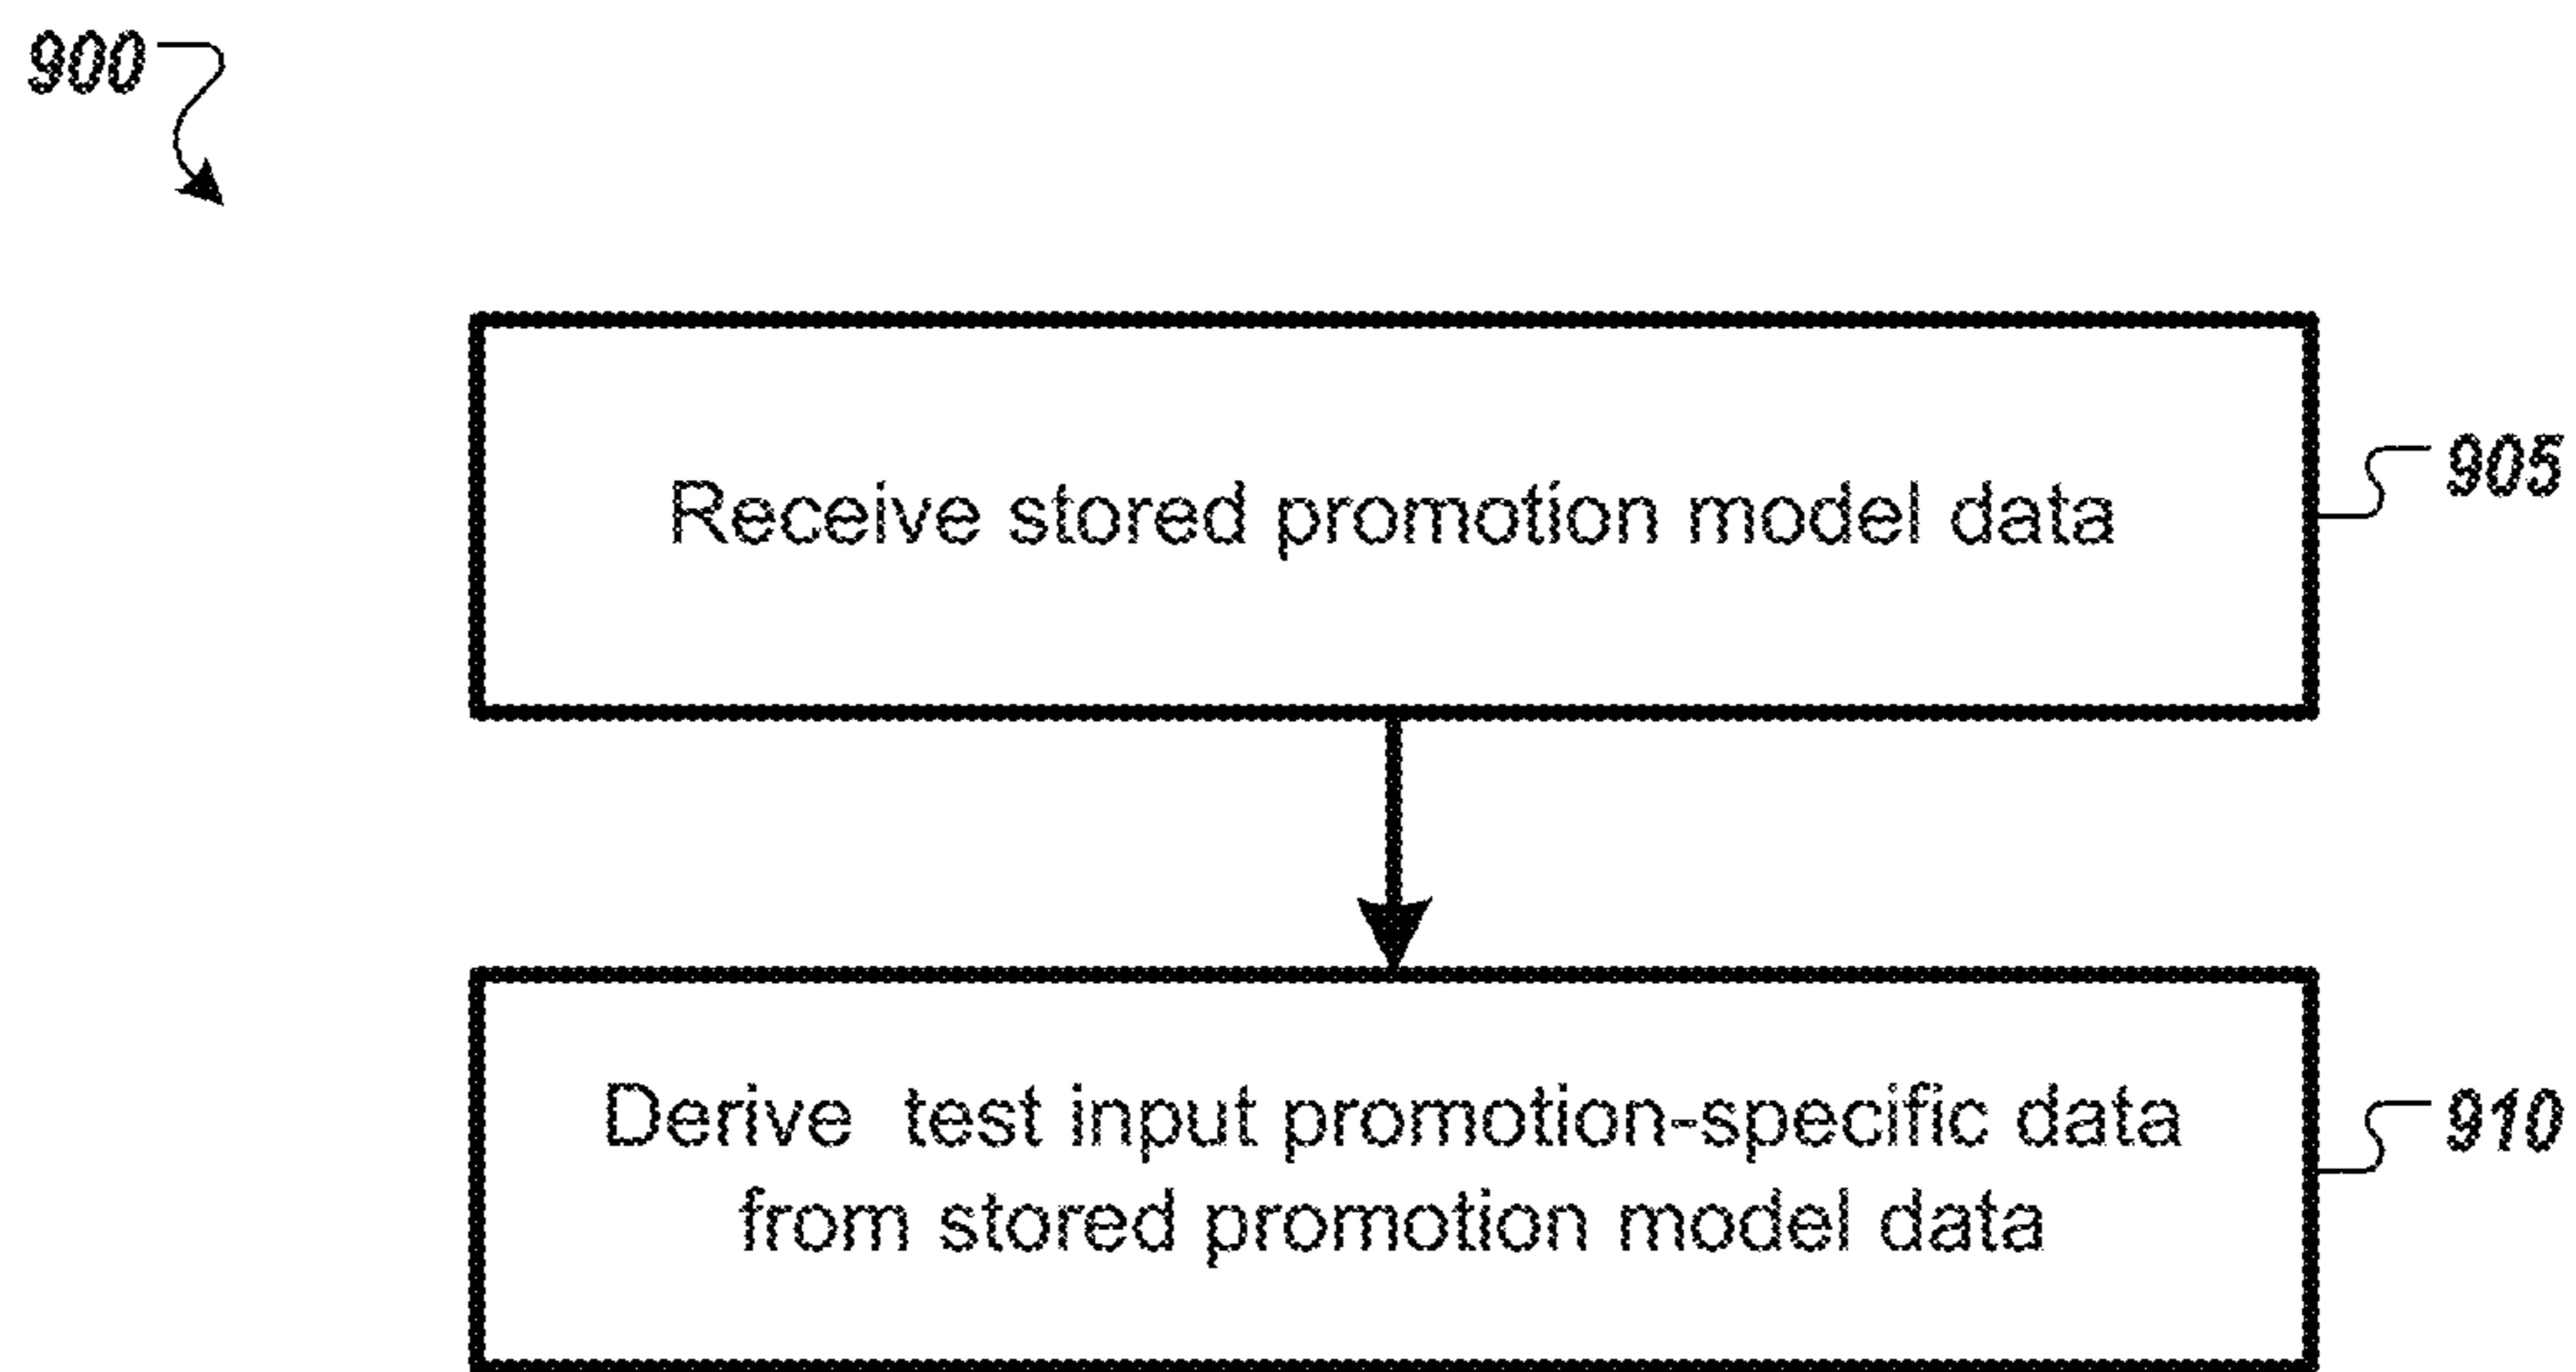 900
Receive stored promotion model data
905
Derive test input promotion-specific data
from stored promotion model data
910